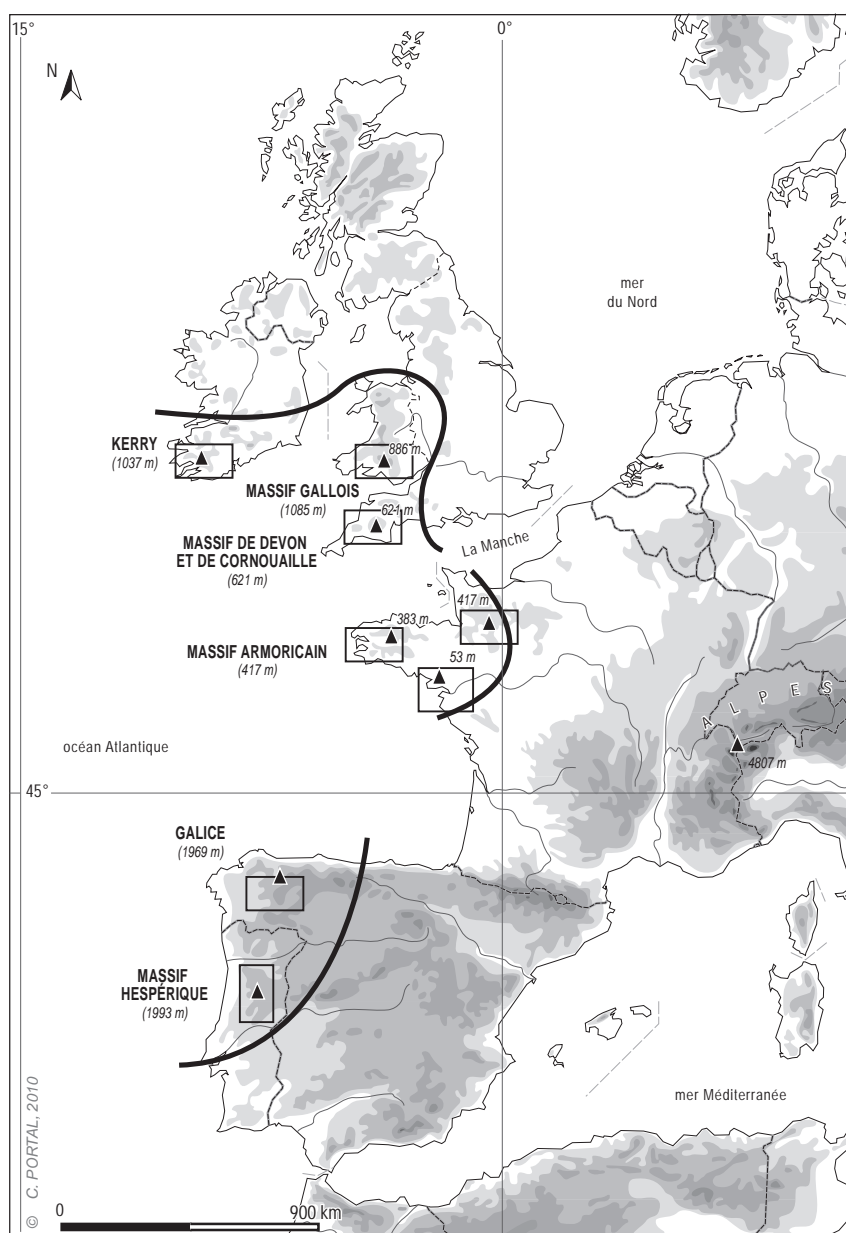 15°
0°
N
mer
du Nord
KERRY
(1037 m)
886 m
MASSIF GALLOIS
(1085 m)
621 m
MASSIF DE DEVON
ET DE CORNOUAILLE
(621 m)
La Manche
417 m
383 m
MASSIF ARMORICAIN
(417 m)
53 m
ALPES
océan Atlantique
4807 m
45°
GALICE
(1969 m)
MASSIF
HESPÉRIQUE
(1993 m)
mer Méditerranée
© C. PORTAL, 2010
0
900 km